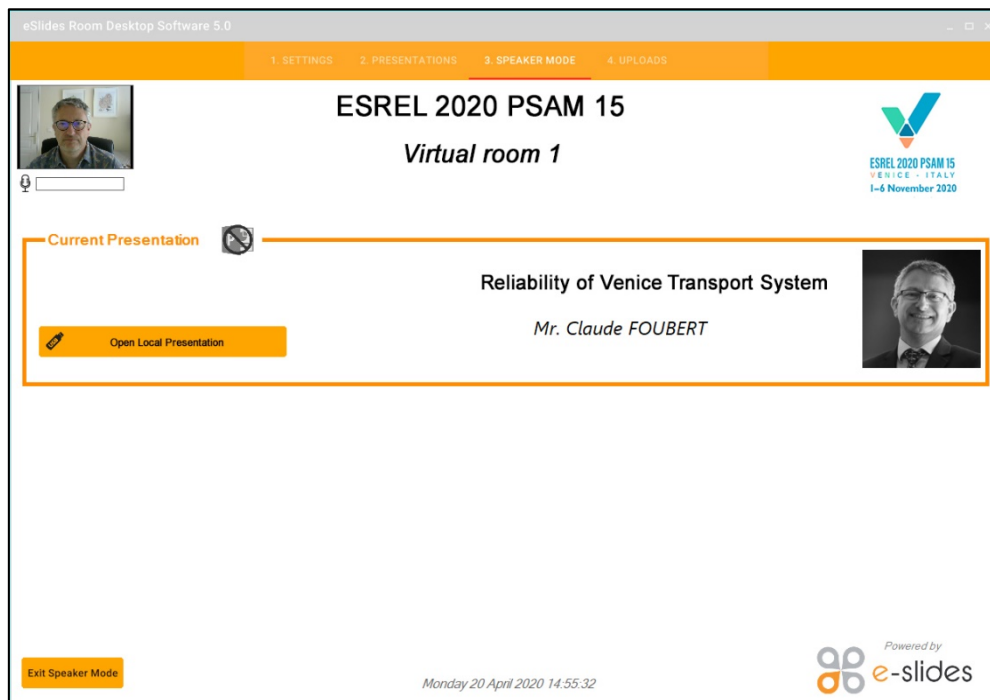 eSlides Room Desktop Software 5.0
1. SETTINGS 2. PRESENTATIONS 3. SPEAKER MODE 4. UPLOADS
ESREL 2020 PSAM 15
Virtual room 1
ESREL 2020 PSAM 15
VENICE - ITALY
1-6 November 2020
Current Presentation
Reliability of Venice Transport System
Mr. Claude FOUBERT
Open Local Presentation
Exit Speaker Mode
Monday 20 April 2020 14:55:32
Powered by
e-slides